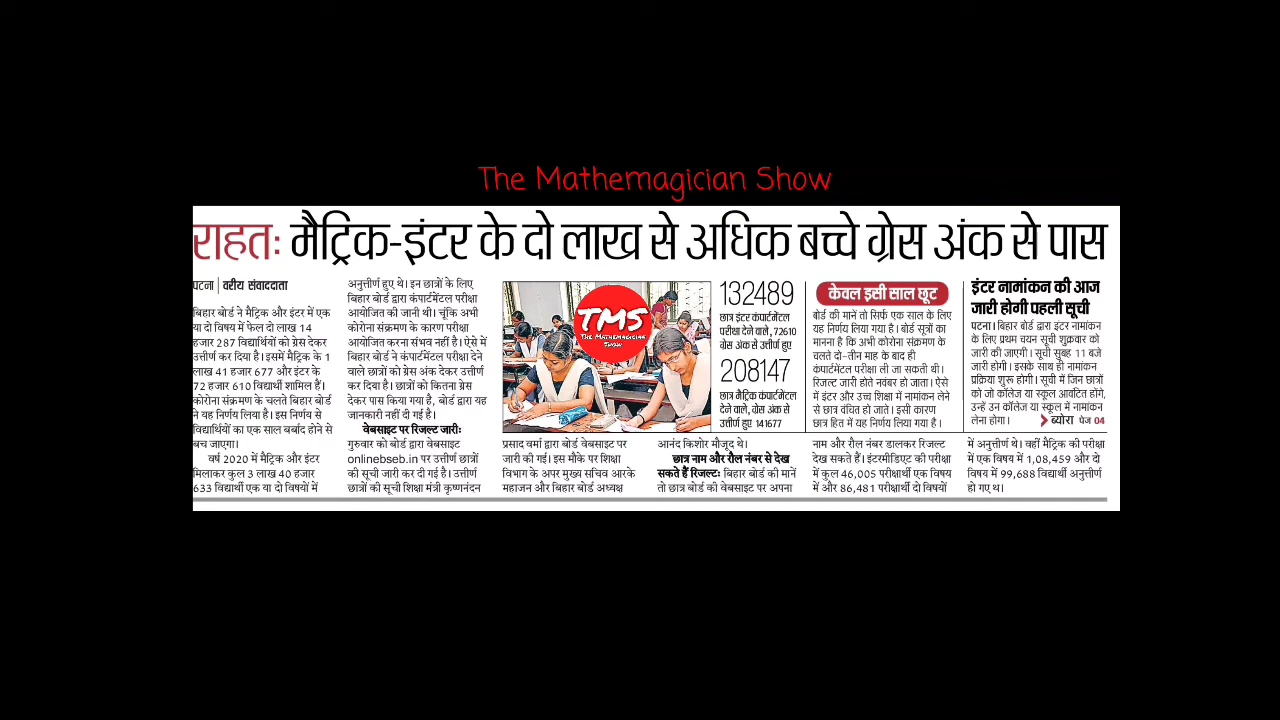 The Mathemagician Show
राहत: मैट्रिक-इंटर के दो लाख से अधिक बच्चे ग्रेस अंक से पास
पटना | वरीय संवाददाता
बिहार बोर्ड ने मैट्रिक और इंटर में एक
या दो विषय में फेल दो लाख 14
हजार 287 विद्यार्थियों को ग्रेस देकर
उत्तीर्ण कर दिया है। इसमें मैट्रिक के 1
लाख 41 हजार 677 और इंटर के
72 हजार 610 विद्यार्थी शामिल हैं।
कोरोना संक्रमण के चलते बिहार बोर्ड
ने यह निर्णय लिया है। इस निर्णय से
विद्यार्थियों का एक साल बर्बाद होने से
बच जाएगा।
वर्ष 2020 में मैट्रिक और इंटर
मिलाकर कुल 3 लाख 40 हजार
633 विद्यार्थी एक या दो विषयों में
अनुत्तीर्ण हुए थे। इन छात्रों के लिए
बिहार बोर्ड द्वारा कंपार्टमेंटल परीक्षा
आयोजित की जानी थी। चूंकि अभी
कोरोना संक्रमण के कारण परीक्षा
आयोजित करना संभव नहीं है। ऐसे में
बिहार बोर्ड ने कंपार्टमेंटल परीक्षा देने
वाले छात्रों को ग्रेस अंक देकर उत्तीर्ण
कर दिया है। छात्रों को कितना ग्रेस
देकर पास किया गया है, बोर्ड द्वारा यह
जानकारी नहीं दी गई है।
वेबसाइट पर रिजल्ट जारी:
गुरुवार को बोर्ड द्वारा वेबसाइट
onlinebseb.in पर उत्तीर्ण छात्रों
की सूची जारी कर दी गई है। उत्तीर्ण
छात्रों की सूची शिक्षा मंत्री कृष्णनंदन
TMS
THE MATHEMAGICIAN
SHOW
प्रसाद वर्मा द्वारा बोर्ड वेबसाइट पर
जारी की गई। इस मौके पर शिक्षा
विभाग के अपर मुख्य सचिव आरके
महाजन और बिहार बोर्ड अध्यक्ष
132489
छात्र इंटर कंपार्टमेंटल
परीक्षा देने वाले, 72610
ग्रेस अंक से उत्तीर्ण हुए
208147
छात्र मैट्रिक कंपार्टमेंटल
देने वाले, ग्रेस अंक से
उत्तीर्ण हुए 141677
आनंद किशोर मौजूद थे।
छात्र नाम और रौल नंबर से देख
सकते हैं रिजल्ट: बिहार बोर्ड की मानें
तो छात्र बोर्ड की वेबसाइट पर अपना
केवल इसी साल छूट
बोर्ड की मानें तो सिर्फ एक साल के लिए
यह निर्णय लिया गया है। बोर्ड सूत्रों का
मानना है कि अभी कोरोना संक्रमण के
चलते दो-तीन माह के बाद ही
कंपार्टमेंटल परीक्षा ली जा सकती थी।
रिजल्ट जारी होते नवंबर हो जाता। ऐसे
में इंटर और उच्च शिक्षा में नामांकन लेने
से छात्र वंचित हो जाते। इसी कारण
छात्र हित में यह निर्णय लिया गया है।
नाम और रौल नंबर डालकर रिजल्ट
देख सकते हैं। इंटरमीडिएट की परीक्षा
में कुल 46,005 परीक्षार्थी एक विषय
में और 86,481 परीक्षार्थी दो विषयों
इंटर नामांकन की आज
जारी होगी पहली सूची
पटना। बिहार बोर्ड द्वारा इंटर नामांकन
के लिए प्रथम चयन सूची शुक्रवार को
जारी की जाएगी। सूची सुबह 11 बजे
जारी होगी। इसके साथ ही नामांकन
प्रक्रिया शुरू होगी। सूची में जिन छात्रों
को जो कॉलेज या स्कूल आवंटित होंगे,
उन्हें उन कॉलेज या स्कूल में नामांकन
लेना होगा। ब्योरा पेज 04
में अनुत्तीर्ण थे। वहीं मैट्रिक की परीक्षा
में एक विषय में 1,08,459 और दो
विषय में 99,688 विद्यार्थी अनुत्तीर्ण
हो गए थे।